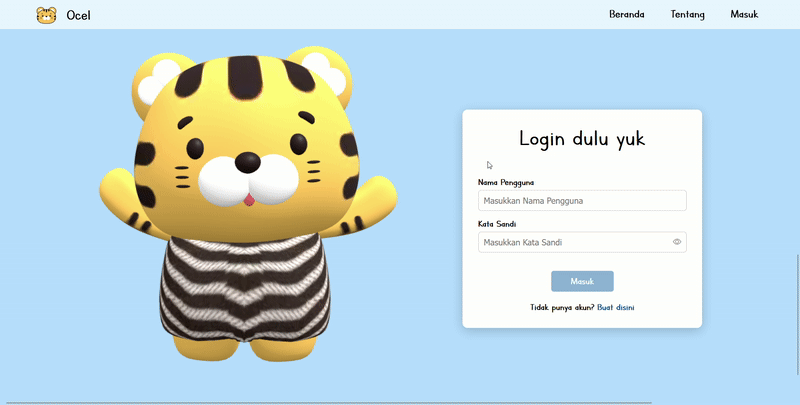 Ocel
Beranda Tentang Masuk
Login dulu yuk
Nama Pengguna
Masukkan Nama Pengguna
Kata Sandi
Masukkan Kata Sandi
Masuk
Tidak punya akun? Buat disini